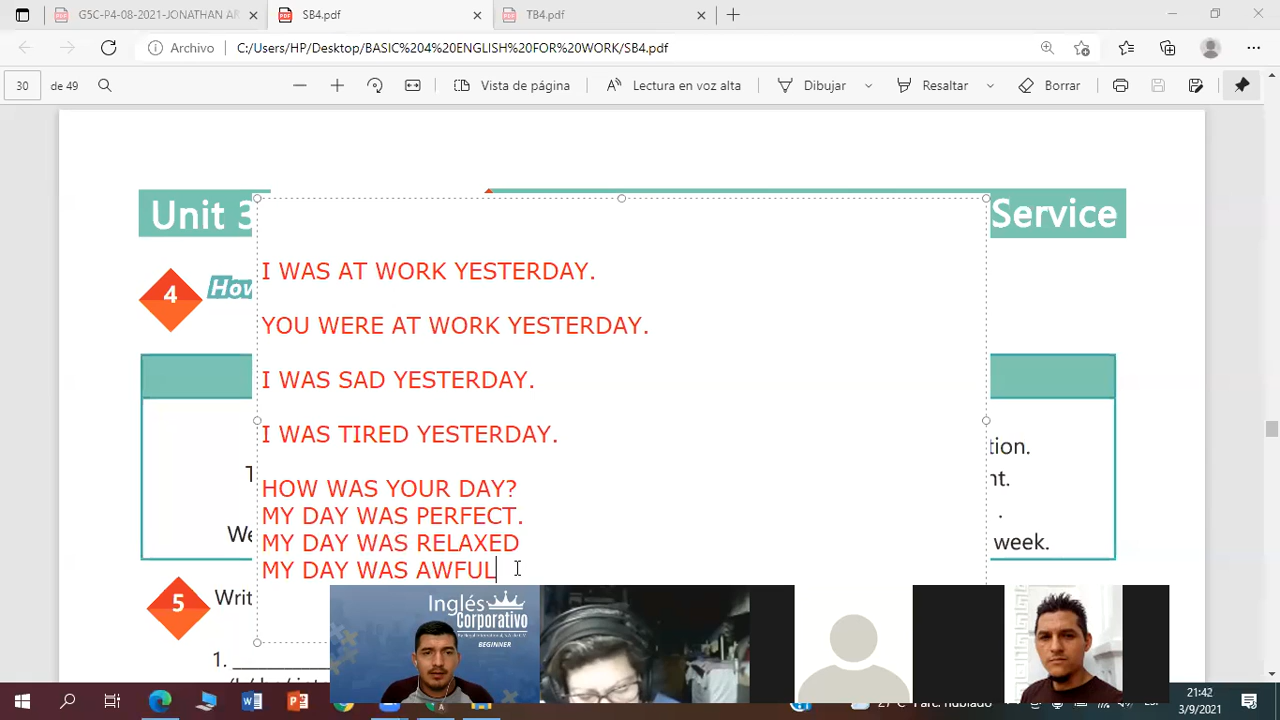 G5C-P4-08-2021-JONATHAN AR
SB4.pdf
TB4.pdf
Archivo
C:/Users/HP/Desktop/BASIC%204%20ENGLISH%20FOR%20WORK/SB4.pdf
30
de 49
Vista de página
Lectura en voz alta
Dibujar
Resaltar
Borrar
Unit 3
Service
4
How
I WAS AT WORK YESTERDAY.
YOU WERE AT WORK YESTERDAY.
I WAS SAD YESTERDAY.
I WAS TIRED YESTERDAY.
HOW WAS YOUR DAY?
MY DAY WAS PERFECT.
MY DAY WAS RELAXED
MY DAY WAS AWFUL
T
We
tion.
nt.
.
week.
5
Writ
1.
Inglés
Corporativo
BEGINNER
21:42
3/9/2021